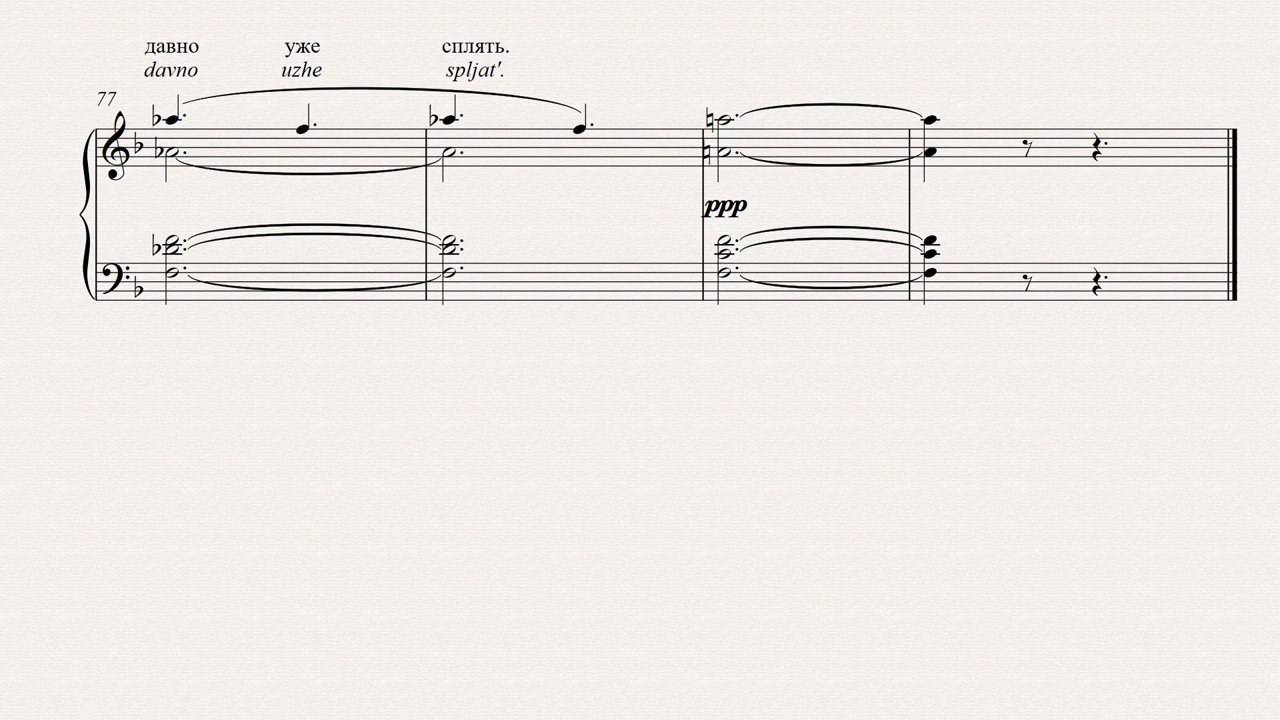 давно уже сплять.
davno uzhe spljat'.
77
ppp